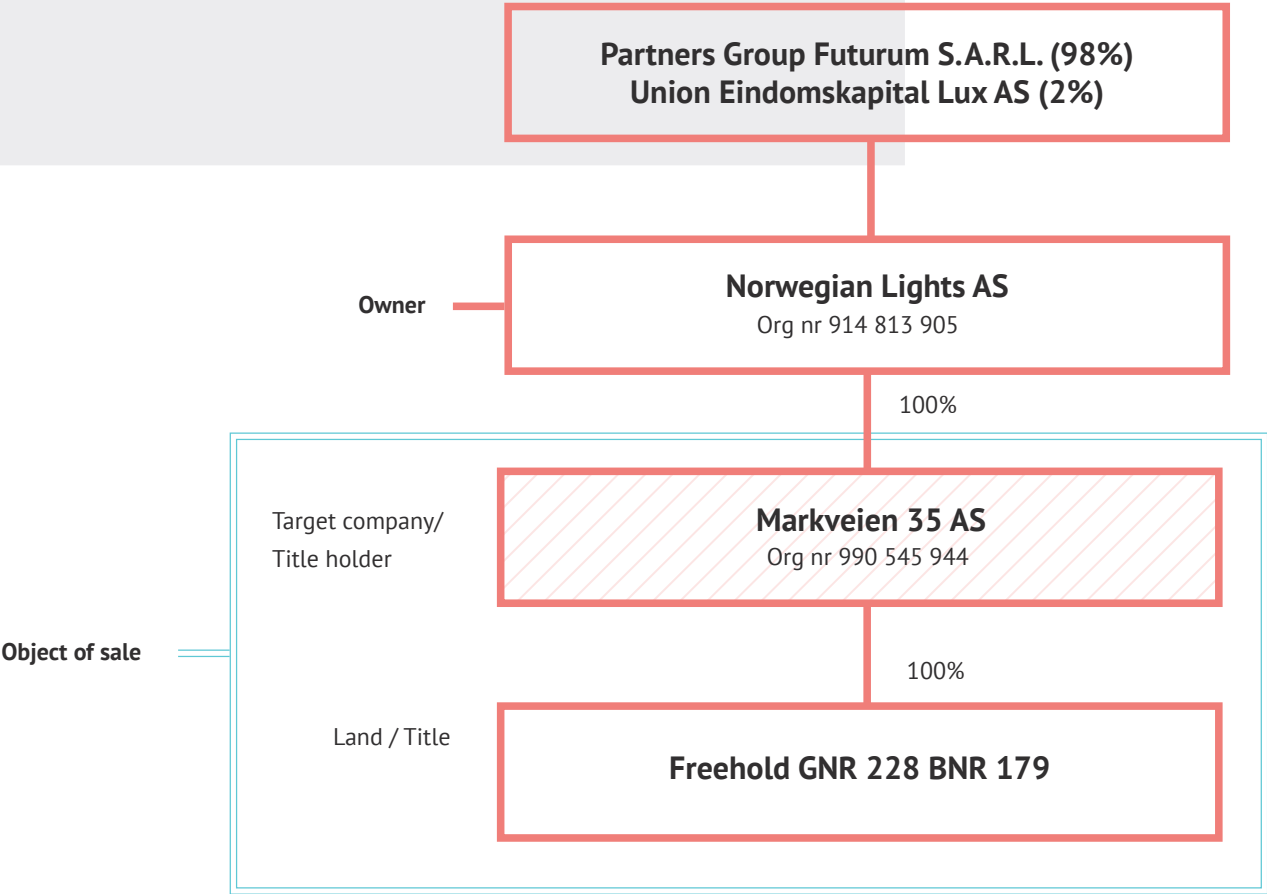 Partners Group Futurum S.A.R.L. (98%)
Union Eindomskapital Lux AS (2%)
Owner
Norwegian Lights AS
Org nr 914 813 905
100%
Target company/
Title holder
Markveien 35 AS
Org nr 990 545 944
Object of sale
100%
Land / Title
Freehold GNR 228 BNR 179